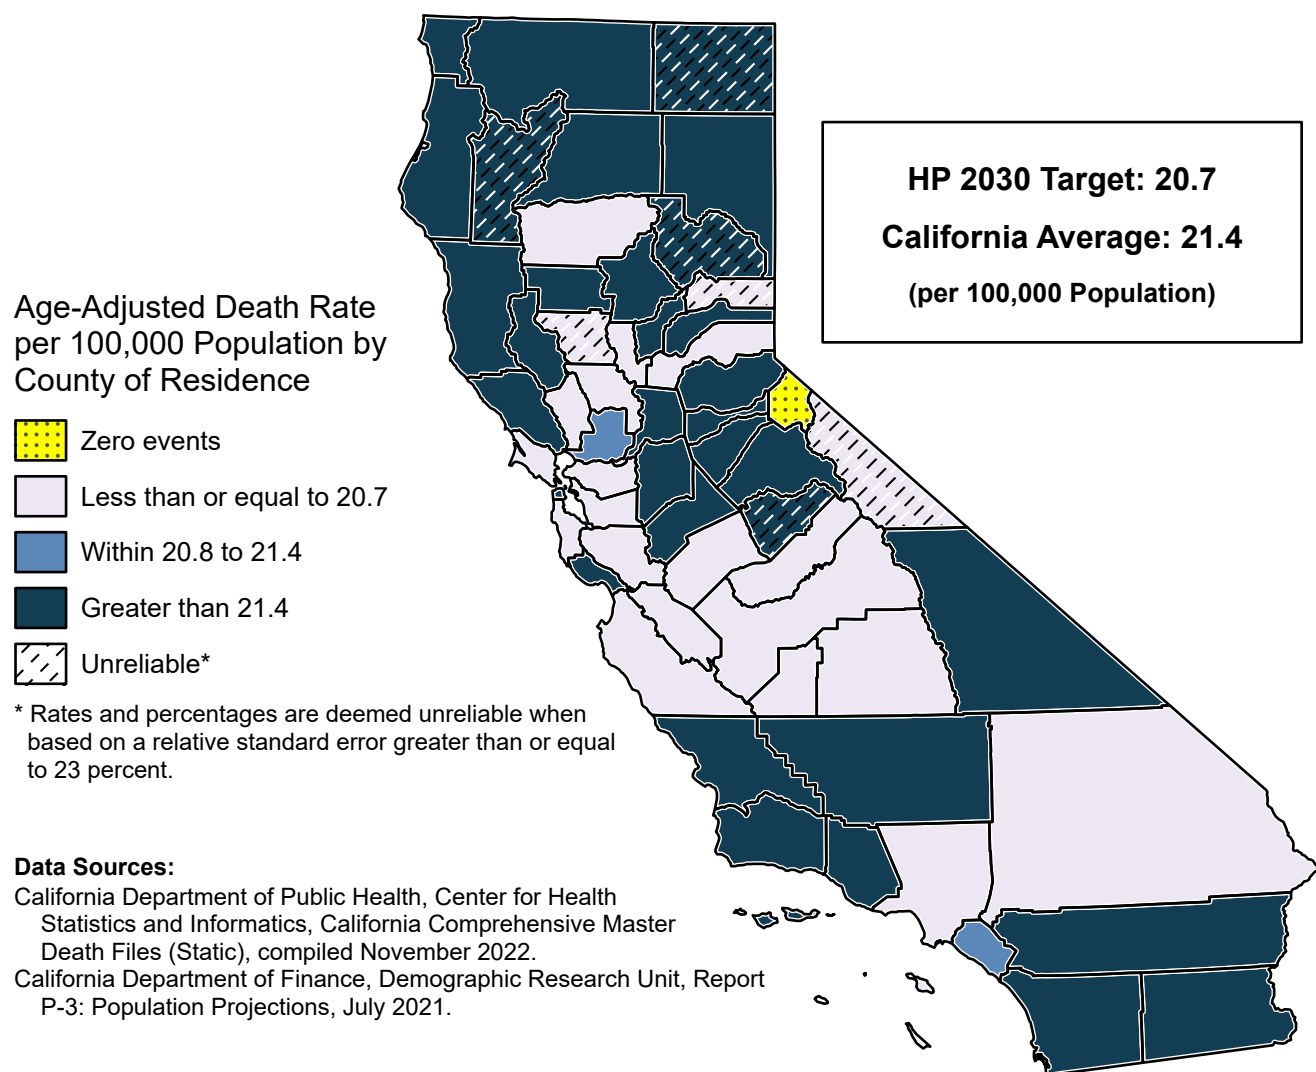 HP 2030 Target: 20.7
California Average: 21.4
(per 100,000 Population)
Age-Adjusted Death Rate
per 100,000 Population by
County of Residence
Zero events
Less than or equal to 20.7
Within 20.8 to 21.4
Greater than 21.4
Unreliable*
* Rates and percentages are deemed unreliable when
based on a relative standard error greater than or equal
to 23 percent.
Data Sources:
California Department of Public Health, Center for Health
Statistics and Informatics, California Comprehensive Master
Death Files (Static), compiled November 2022.
California Department of Finance, Demographic Research Unit, Report
P-3: Population Projections, July 2021.